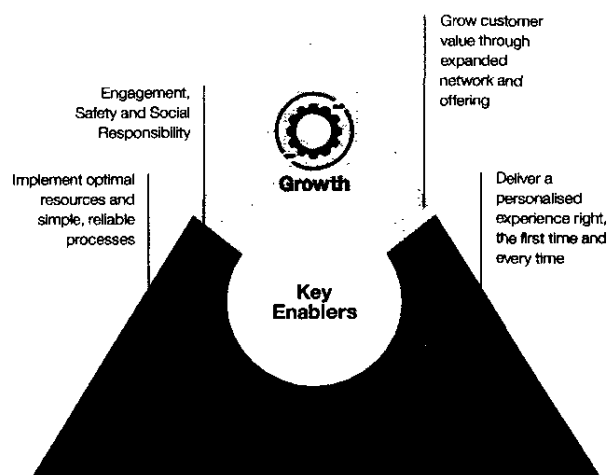 Grow customer
value through
expanded
network and
offering
Engagement,
Safety and Social
Responsibility
Growth
Implement optimal
resources and
simple, reliable
processes
Deliver a
personalised
experience right,
the first time and
every time
Key
Enablers